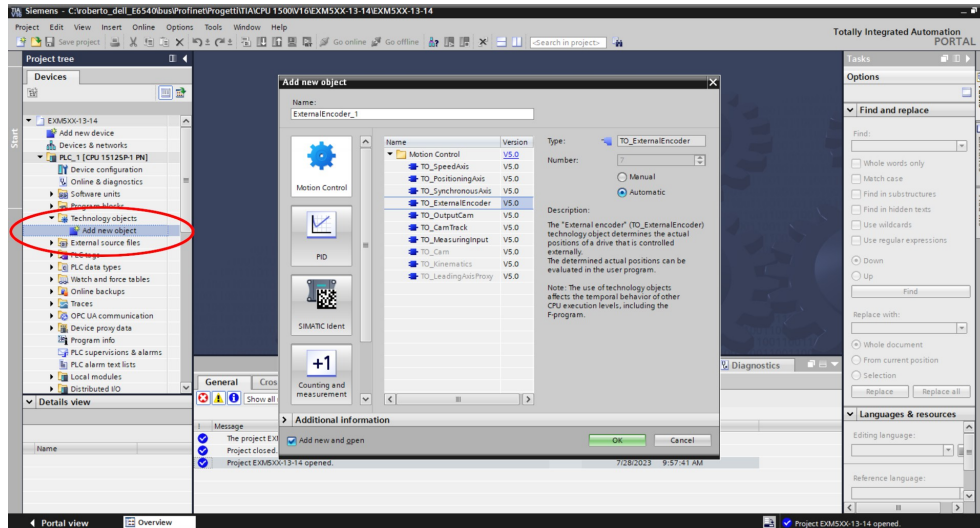 Siemens - C:\roberto_dell_E6540\bus\Profinet\Progetti\TIA\CPU 1500\V16\EXM5XX-13-14\EXM5XX-13-14
Project Edit View Insert Online Options Tools Window Help
Save project
Go online
Go offline
<Search in project>
Totally Integrated Automation
PORTAL
Start
Project tree
Devices
EXM5XX-13-14
Add new device
Devices & networks
PLC_1 [CPU 1512SP-1 PN]
Device configuration
Online & diagnostics
Software units
Program blocks
Technology objects
Add new object
External source files
PLC tags
PLC data types
Watch and force tables
Online backups
Traces
OPC UA communication
Device proxy data
Program info
PLC supervisions & alarms
PLC alarm text lists
Local modules
Distributed I/O
Details view
Name
Add new object
Name:
ExternalEncoder_1
Motion Control
PID
SIMATIC Ident
+1
Counting and
measurement
Name Version
Motion Control V5.0
TO_SpeedAxis V5.0
TO_PositioningAxis V5.0
TO_SynchronousAxis V5.0
TO_ExternalEncoder V5.0
TO_OutputCam V5.0
TO_CamTrack V5.0
TO_MeasuringInput V5.0
TO_Cam V5.0
TO_Kinematics V5.0
TO_LeadingAxisProxy V5.0
Type: TO_ExternalEncoder
Number: 7
Manual
Automatic
Description:
The "External encoder" (TO_ExternalEncoder)
technology object determines the actual
positions of a drive that is controlled
externally.
The determined actual positions can be
evaluated in the user program.
Note: The use of technology objects
affects the temporal behavior of other
CPU execution levels, including the
F-program.
Additional information
Add new and open
OK
Cancel
Diagnostics
General
Cros
Show all
! Message
The project EX
Project closed.
Project EXM5XX-13-14 opened. 7/28/2023 9:57:41 AM
Tasks
Options
Find and replace
Find:
Whole words only
Match case
Find in substructures
Find in hidden texts
Use wildcards
Use regular expressions
Down
Up
Find
Replace with:
Whole document
From current position
Selection
Replace
Replace all
Languages & resources
Editing language:
Reference language:
Portal view
Overview
Project EXM5XX-13-14 opened.